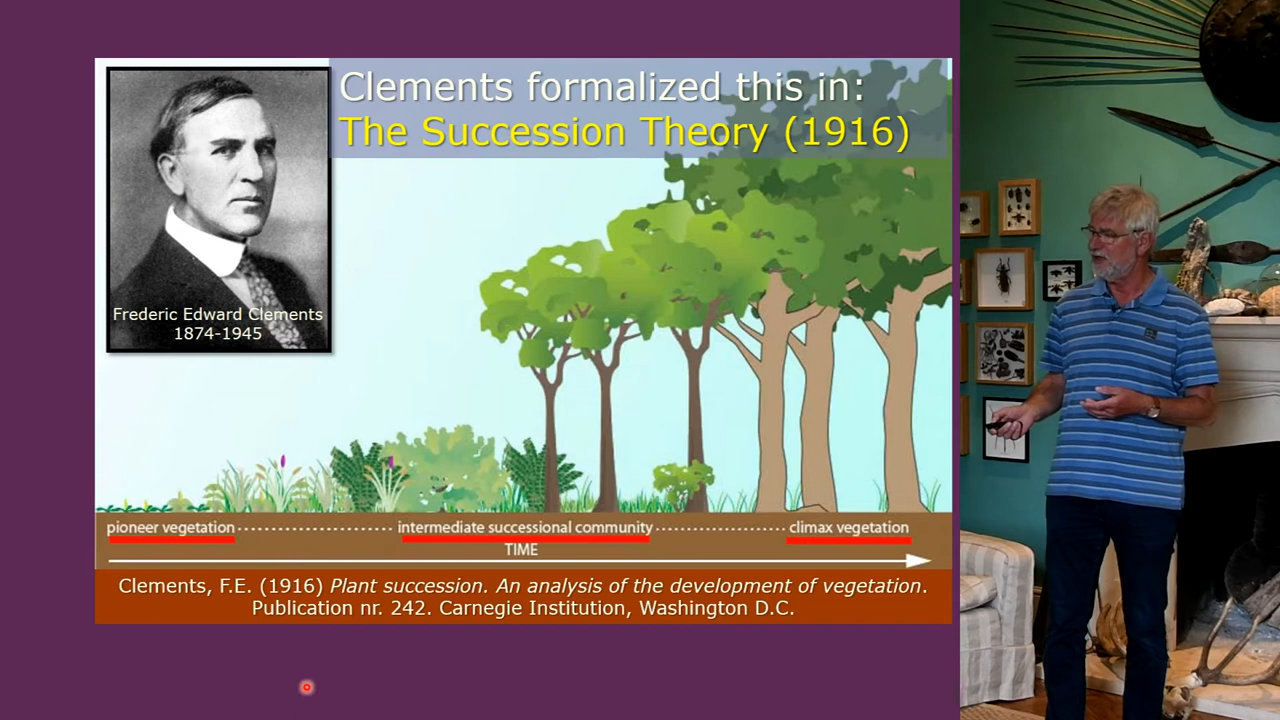 Clements formalized this in:
The Succession Theory (1916)
Frederic Edward Clements
1874-1945
pioneer vegetation
intermediate successional community
climax vegetation
TIME
Clements, F.E. (1916) Plant succession. An analysis of the development of vegetation.
Publication nr. 242. Carnegie Institution, Washington D.C.